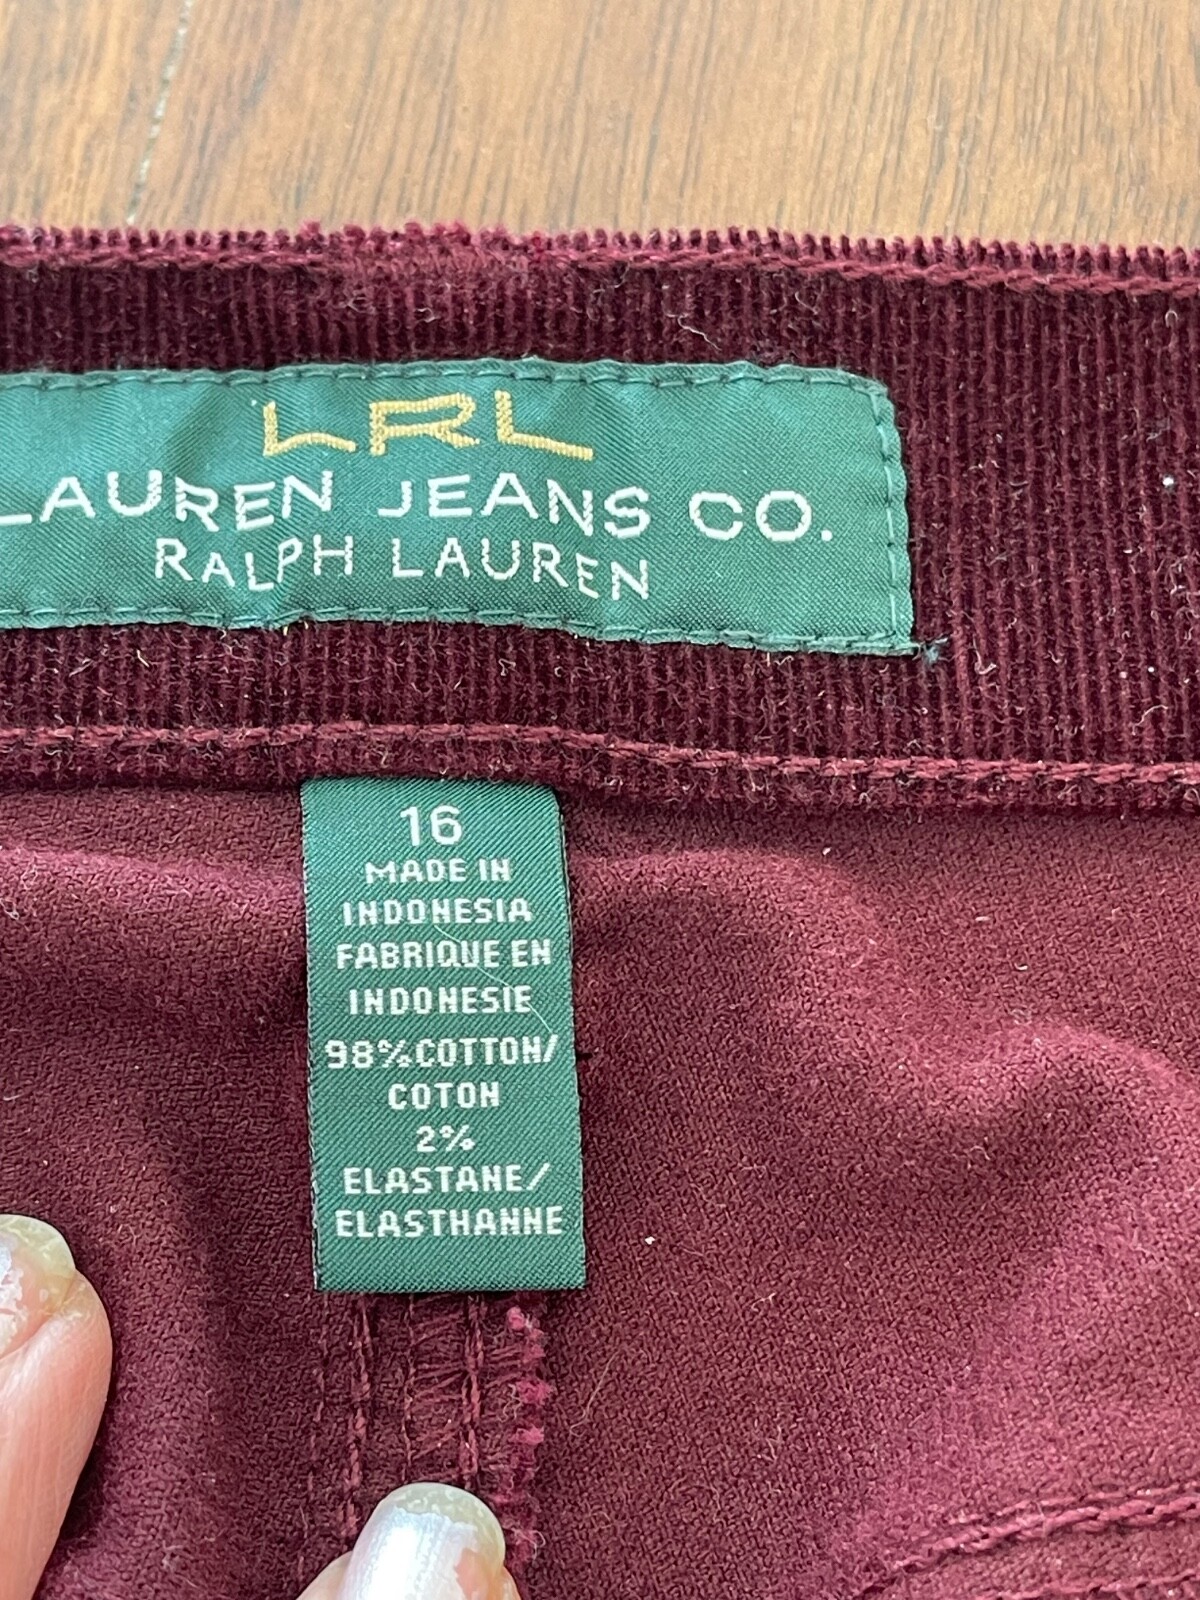 LRL
LAUREN JEANS CO.
RALPH LAUREN
16
MADE IN
INDONESIA
FABRIQUE EN
INDONESIE
98%COTTON/
COTON
2%
ELASTANE/
ELASTHANNE